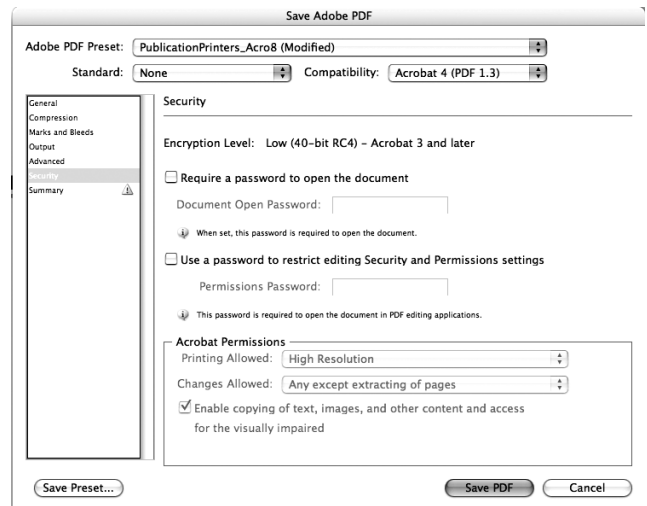 Save Adobe PDF
Adobe PDF Preset: PublicationPrinters_Acro8 (Modified)
Standard: None Compatibility: Acrobat 4 (PDF 1.3)
General
Compression
Marks and Bleeds
Output
Advanced
Security
Summary
Security
Encryption Level: Low (40-bit RC4) – Acrobat 3 and later
Require a password to open the document
Document Open Password:
When set, this password is required to open the document.
Use a password to restrict editing Security and Permissions settings
Permissions Password:
This password is required to open the document in PDF editing applications.
Acrobat Permissions
Printing Allowed: High Resolution
Changes Allowed: Any except extracting of pages
Enable copying of text, images, and other content and access
for the visually impaired
Save Preset... Save PDF Cancel